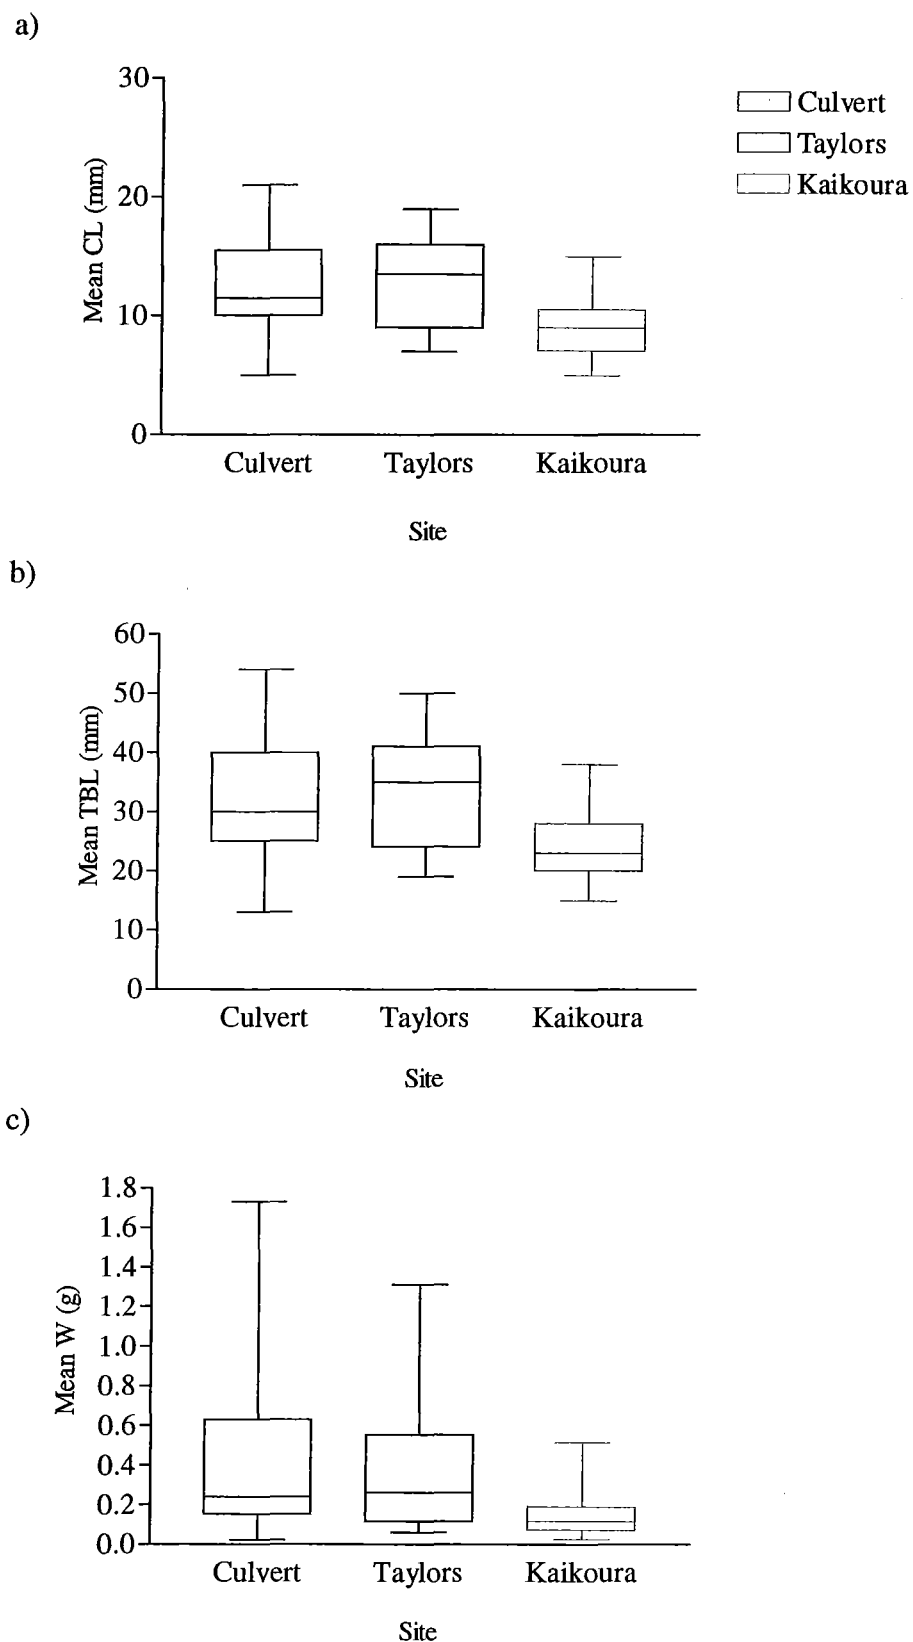 a)
30
20
10
0
Mean CL (mm)
Culvert
Taylors
Kaikoura
Culvert Taylors Kaikoura
Site
b)
60
50
40
30
20
10
0
Mean TBL (mm)
Culvert Taylors Kaikoura
Site
c)
1.8
1.6
1.4
1.2
1.0
0.8
0.6
0.4
0.2
0.0
Mean W (g)
Culvert Taylors Kaikoura
Site